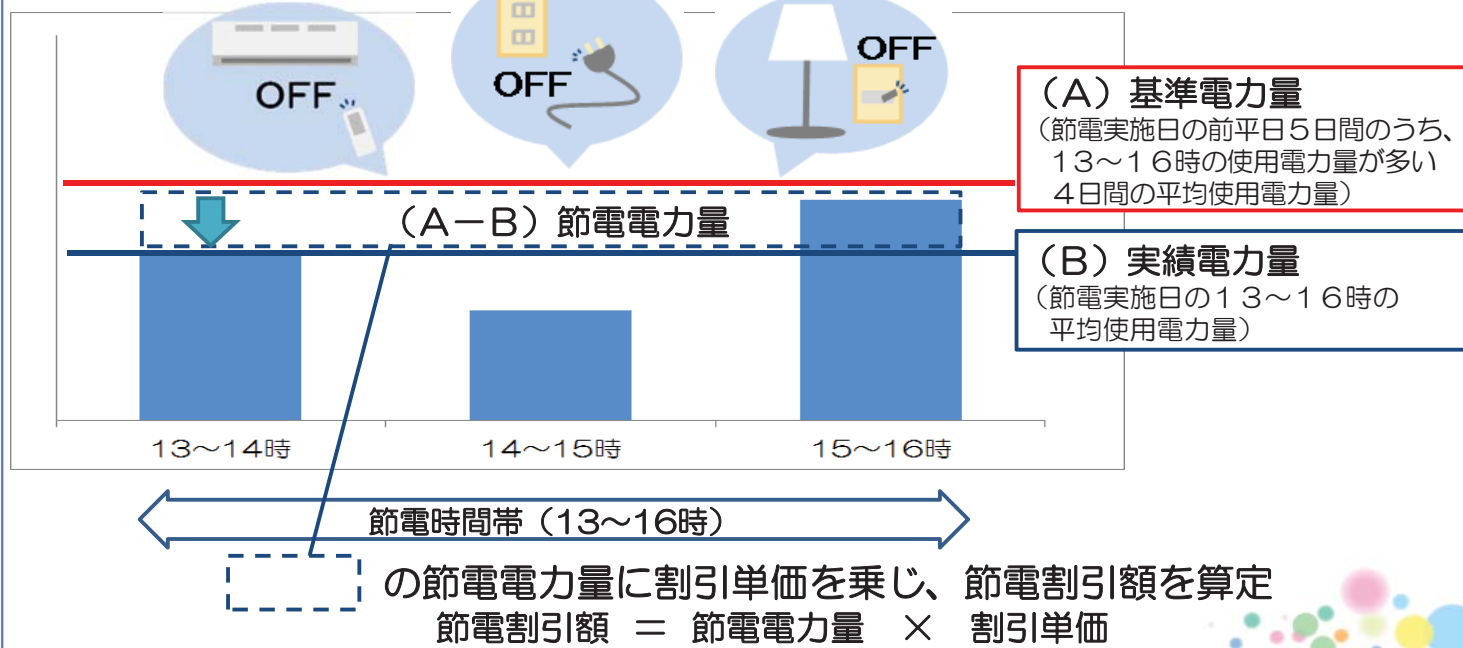 OFF
OFF
OFF
（A）基準電力量
（節電実施日の前平日５日間のうち、
１３～１６時の使用電力量が多い
４日間の平均使用電力量）
（A－B）節電電力量
（B）実績電力量
（節電実施日の１３～１６時の
平均使用電力量）
13～14時
14～15時
15～16時
節電時間帯（13～16時）
の節電電力量に割引単価を乗じ、節電割引額を算定
節電割引額 ＝ 節電電力量 × 割引単価